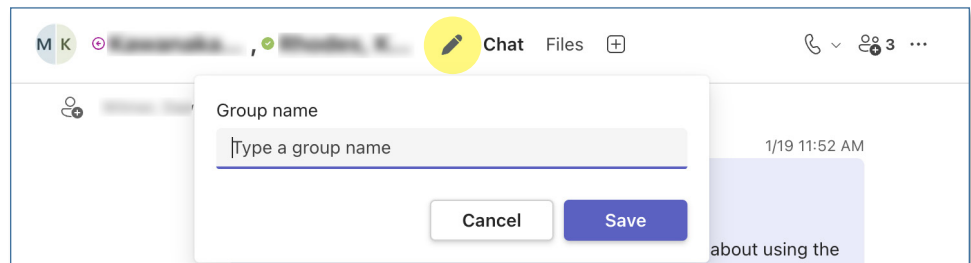 M K , Chat Files 3
Group name
Type a group name
1/19 11:52 AM
Cancel Save
about using the